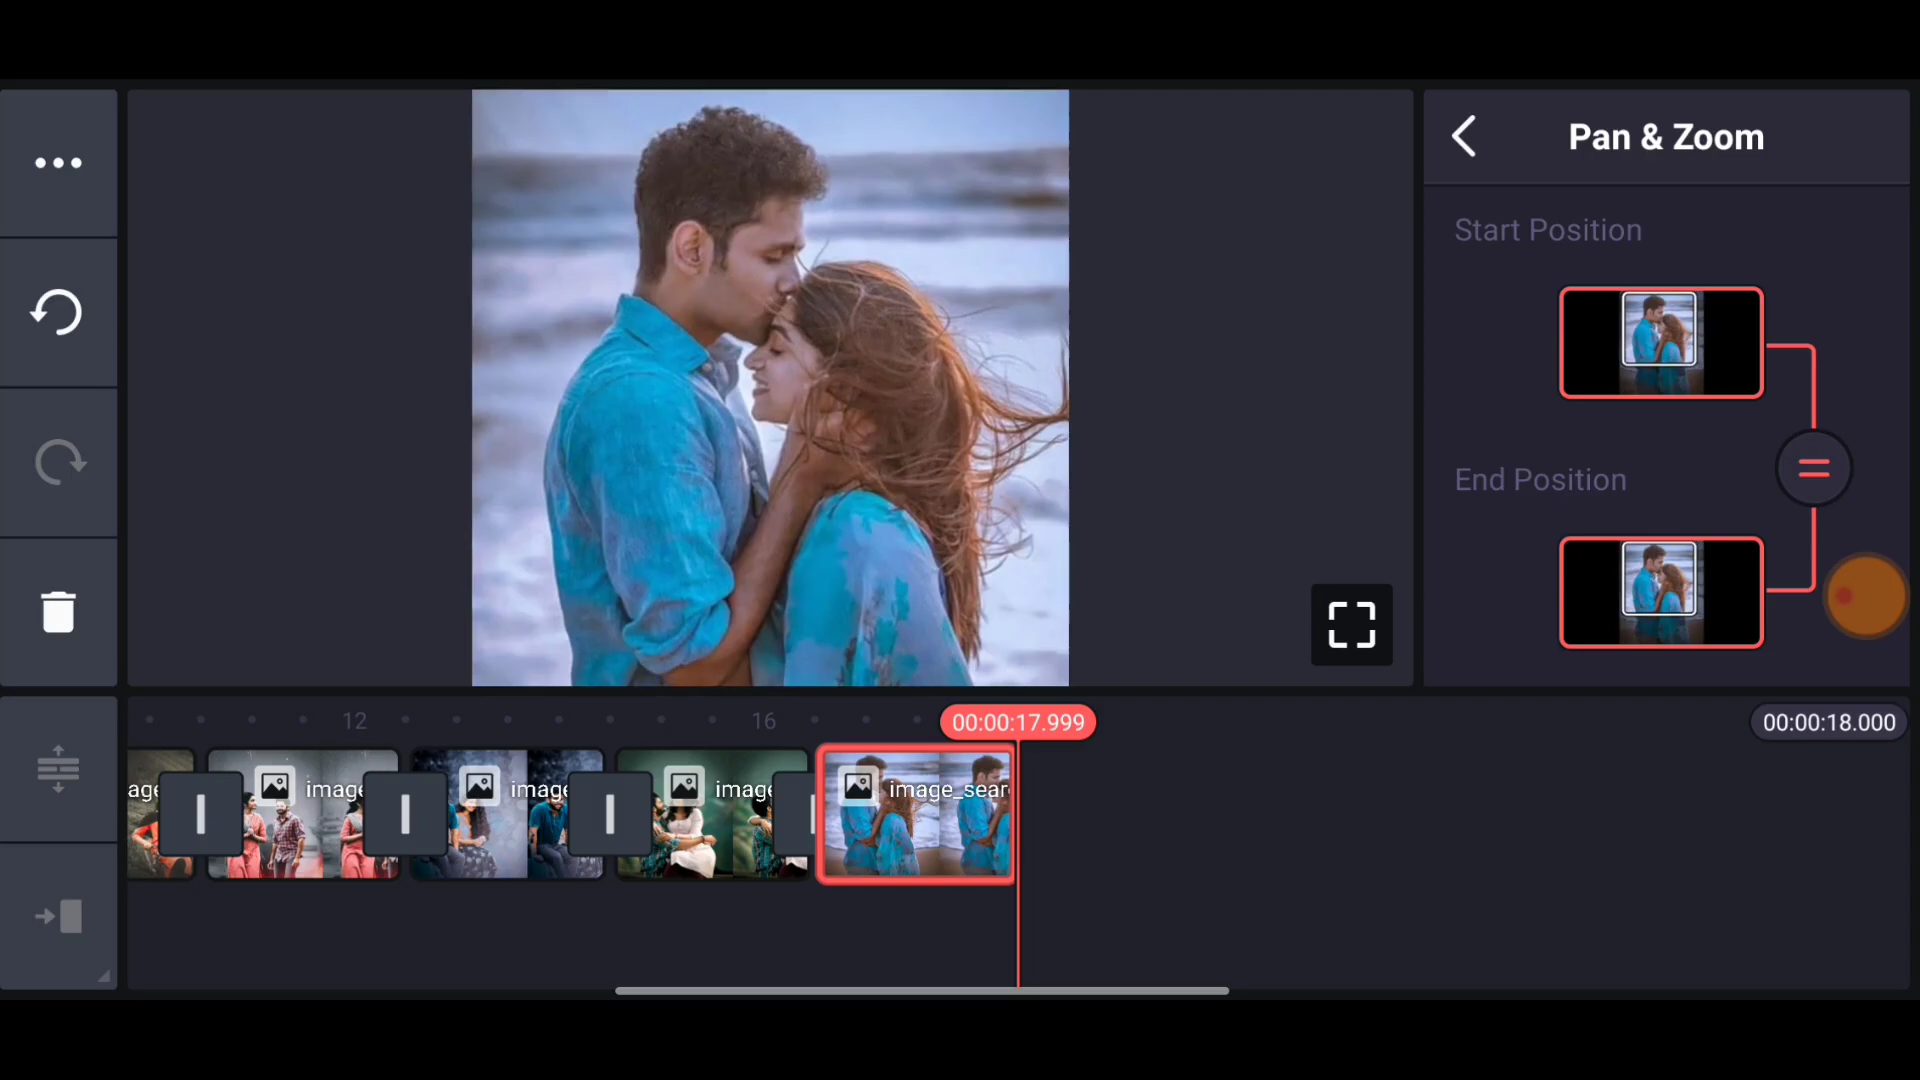 Pan & Zoom
Start Position
End Position
12
16
00:00:17.999
00:00:18.000
age
image
image
image
image_sear